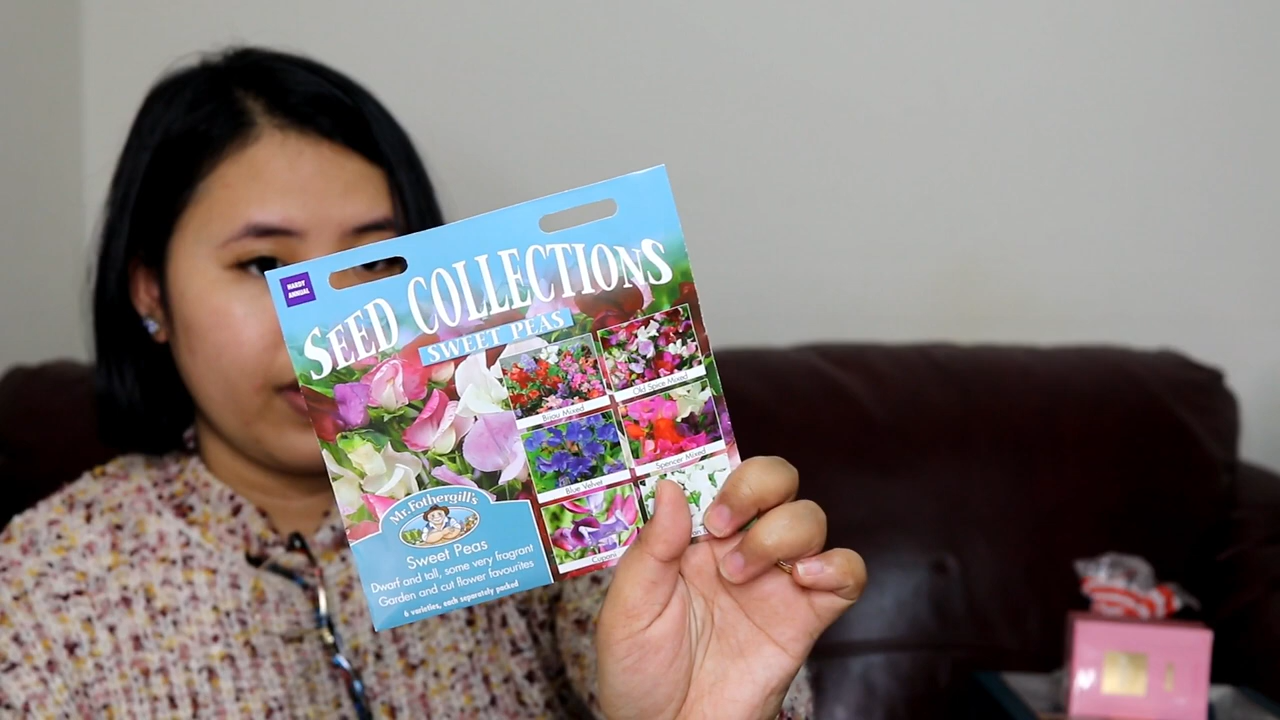 HARDY
ANNUAL
SEED COLLECTIONS
SWEET PEAS
Bijou Mixed
Old Spice Mixed
Blue Velvet
Spencer Mixed
Cupani
Mr. Fothergill's
Sweet Peas
Dwarf and tall, some very fragrant
Garden and cut flower favourites
6 varieties, each separately packed